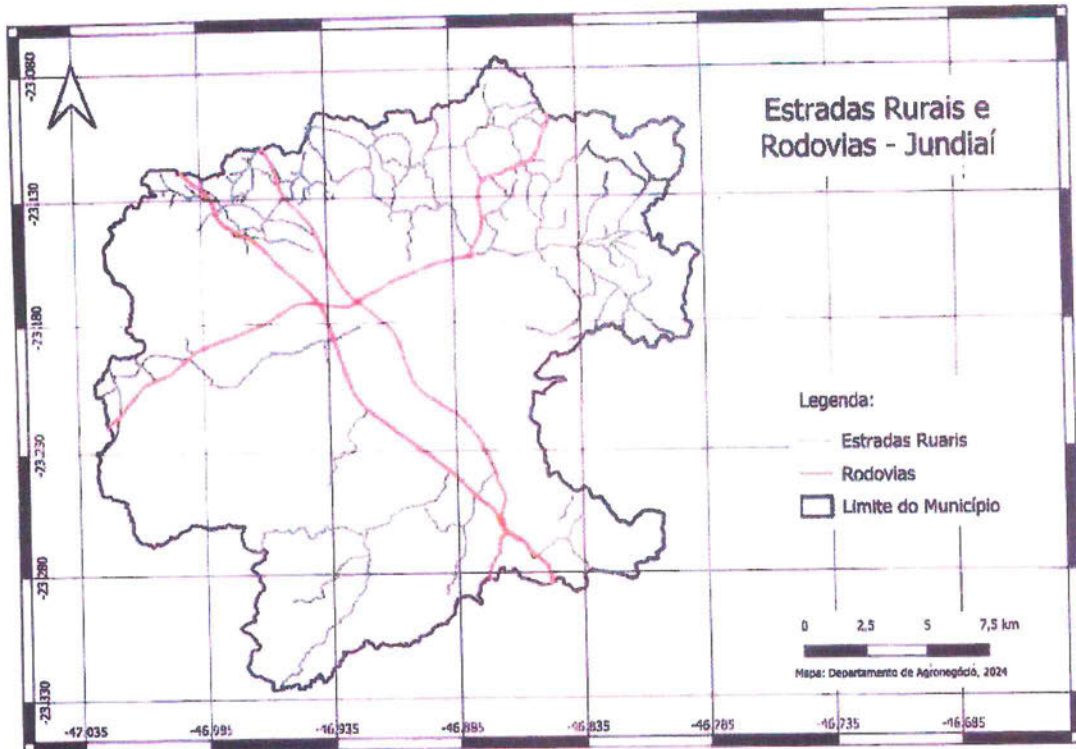 Estradas Rurais e
Rodovias - Jundiaí
-23.080
-23.130
-23.180
-23.230
-23.280
-23.330
Legenda:
Estradas Ruaris
Rodovias
Limite do Município
0 2,5 5 7,5 km
Mapa: Departamento de Agronegócio, 2024
-47.035 -46.995 -46.935 -46.885 -46.835 -46.785 -46.735 -46.685